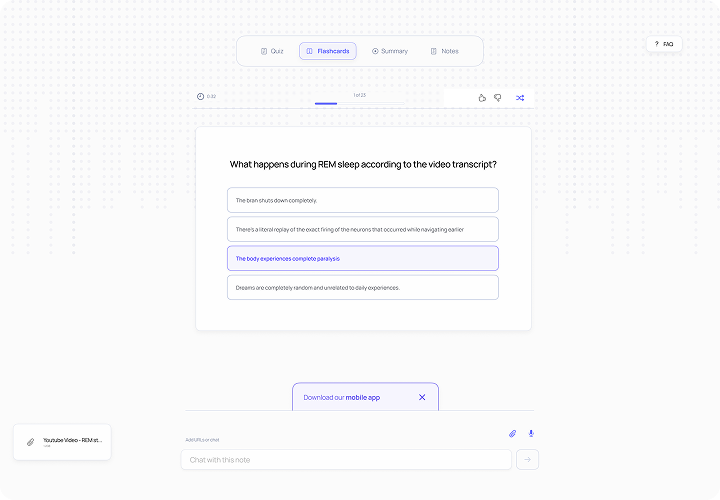 Quiz
Flashcards
Summary
Notes
? FAQ
0:32
1 of 23
What happens during REM sleep according to the video transcript?
The bran shuts down completely.
There's a literal replay of the exact firing of the neurons that occurred while navigating earlier
The body experiences complete paralysis
Dreams are completely random and unrelated to daily experiences.
Download our mobile app
Youtube Video - REM st...
Add URLs or chat
Chat with this note